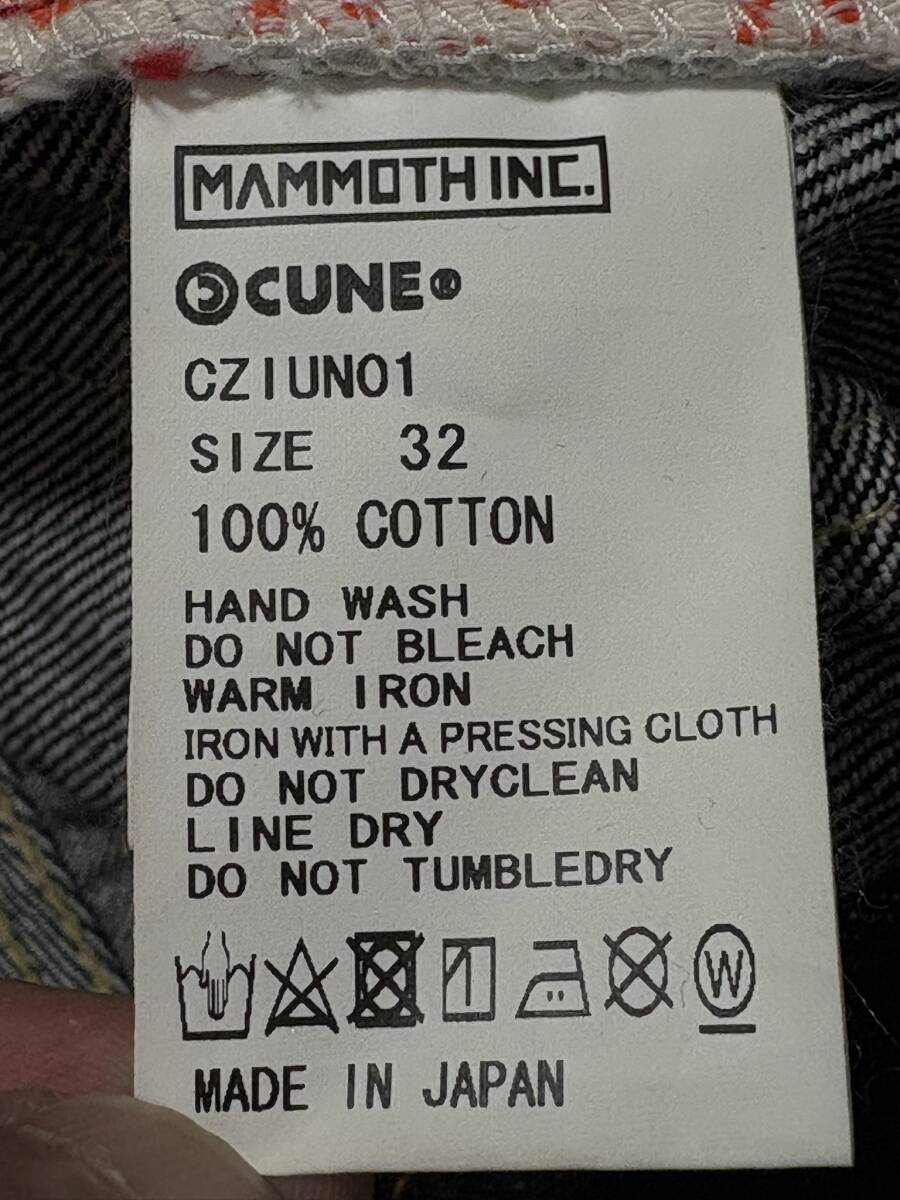 MAMMOTH INC.
CUNE®
CZIUN01
SIZE 32
100% COTTON
HAND WASH
DO NOT BLEACH
WARM IRON
IRON WITH A PRESSING CLOTH
DO NOT DRYCLEAN
LINE DRY
DO NOT TUMBLEDRY
W
MADE IN JAPAN